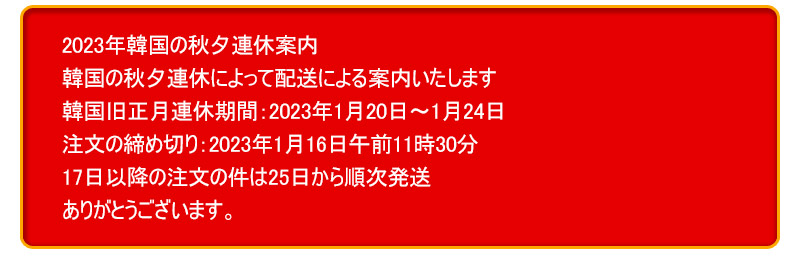 2023年韓国の秋夕連休案内
韓国の秋夕連休によって配送による案内いたします
韓国旧正月連休期間：2023年1月20日～1月24日
注文の締め切り：2023年1月16日午前11時30分
17日以降の注文の件は25日から順次発送
ありがとうございます。